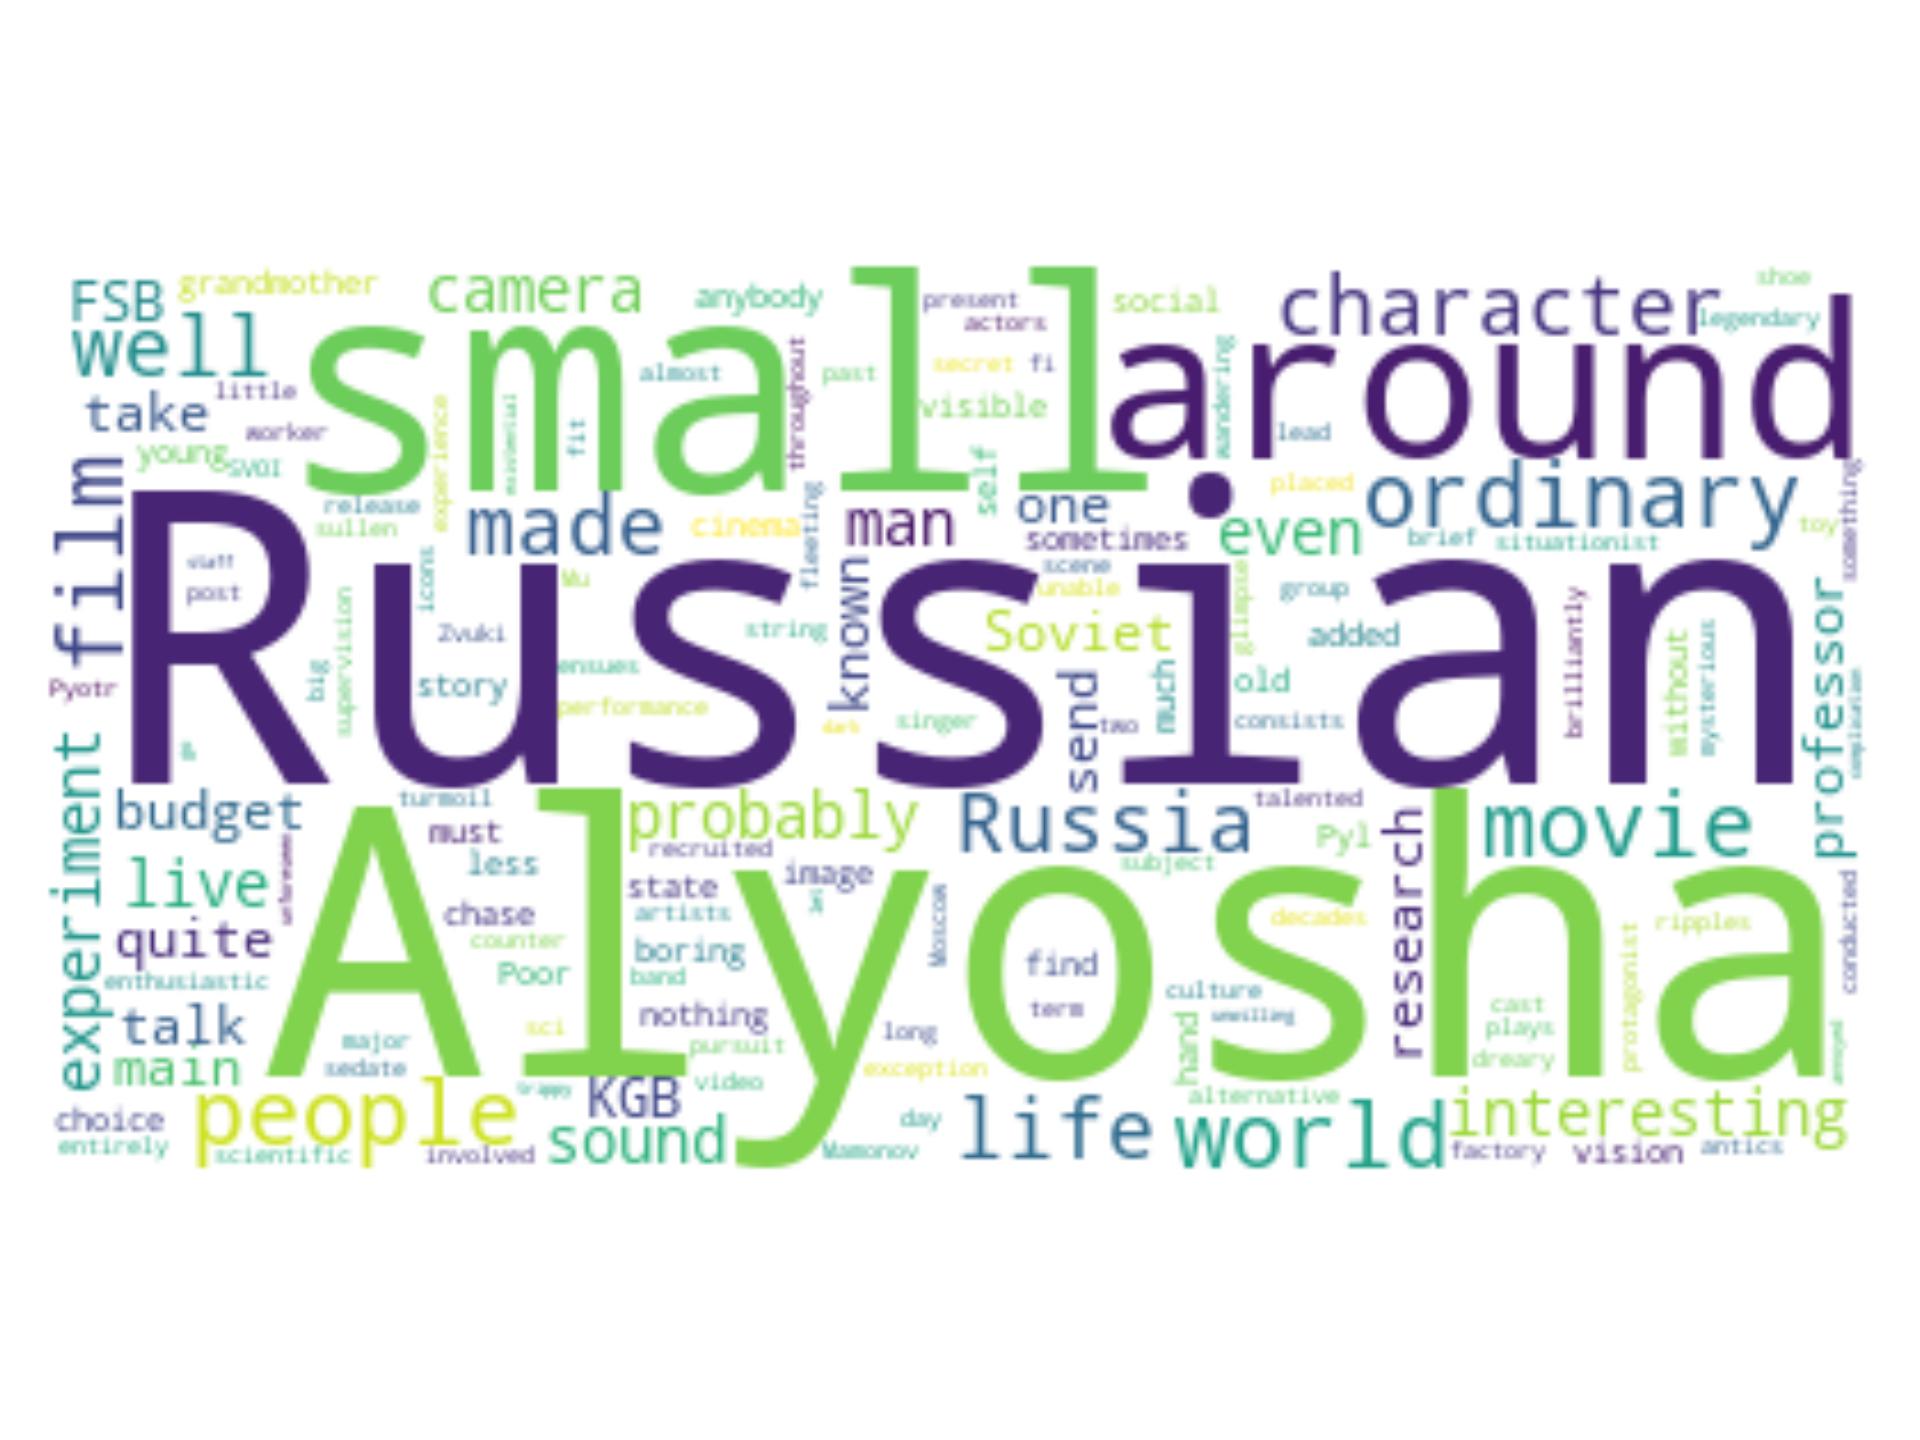 FSB
grandmother
camera
anybody
small
present
actors
social
character
shoe
legendary
well
take
little
worker
young
SVOI
experience
fit
almost
throughout
past
secret
fi
visible
self
around
wandering
lead
placed
ordinary
something
toy
film
release
sullen
made
cinema
fleeting
man
one
sometimes
even
brief
situationist
Russian
staff
post
icons
supervision
big
Zvuki
story
Mu
ensues
performance
string
known
dark
singer
Soviet
scene
unable
send
two
much
glimpse
group
added
old
consists
brilliantly
without
mysterious
professor
Pyotr
experiment
budget
turmoil
must
less
probably
recruited
image
Russia
talented
subject
Pyl
research
movie
conducted
live
quite
enthusiastic
Alyosha
chase
counter
Poor
state
artists
boring
band
nothing
Moscow
long
find
term
decades
culture
unwilling
ripples
protagonist
cast
plays
dreary
talk
main
major
sedate
sci
pursuit
video
exception
hand
alternative
choice
entirely
people
scientific
involved
trippy
KGB
sound
day
Mamonov
life
world
interesting
factory
vision
antics